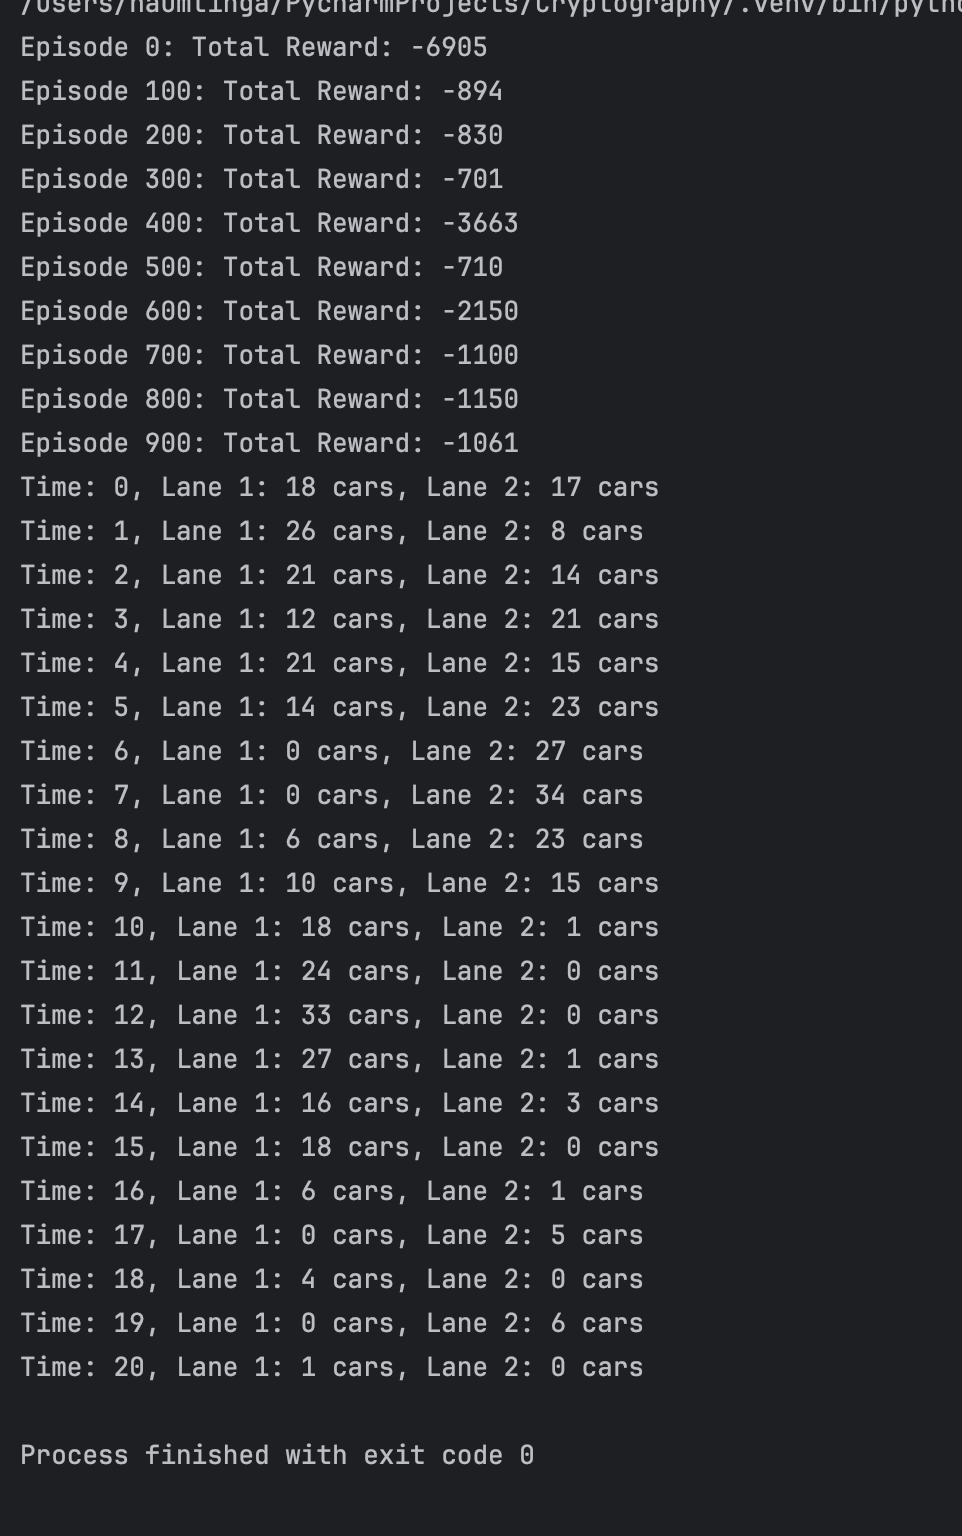 /Users/naomitinga/PycharmProjects/Cryptography/.venv/bin/pytho
Episode 0: Total Reward: -6905
Episode 100: Total Reward: -894
Episode 200: Total Reward: -830
Episode 300: Total Reward: -701
Episode 400: Total Reward: -3663
Episode 500: Total Reward: -710
Episode 600: Total Reward: -2150
Episode 700: Total Reward: -1100
Episode 800: Total Reward: -1150
Episode 900: Total Reward: -1061
Time: 0, Lane 1: 18 cars, Lane 2: 17 cars
Time: 1, Lane 1: 26 cars, Lane 2: 8 cars
Time: 2, Lane 1: 21 cars, Lane 2: 14 cars
Time: 3, Lane 1: 12 cars, Lane 2: 21 cars
Time: 4, Lane 1: 21 cars, Lane 2: 15 cars
Time: 5, Lane 1: 14 cars, Lane 2: 23 cars
Time: 6, Lane 1: 0 cars, Lane 2: 27 cars
Time: 7, Lane 1: 0 cars, Lane 2: 34 cars
Time: 8, Lane 1: 6 cars, Lane 2: 23 cars
Time: 9, Lane 1: 10 cars, Lane 2: 15 cars
Time: 10, Lane 1: 18 cars, Lane 2: 1 cars
Time: 11, Lane 1: 24 cars, Lane 2: 0 cars
Time: 12, Lane 1: 33 cars, Lane 2: 0 cars
Time: 13, Lane 1: 27 cars, Lane 2: 1 cars
Time: 14, Lane 1: 16 cars, Lane 2: 3 cars
Time: 15, Lane 1: 18 cars, Lane 2: 0 cars
Time: 16, Lane 1: 6 cars, Lane 2: 1 cars
Time: 17, Lane 1: 0 cars, Lane 2: 5 cars
Time: 18, Lane 1: 4 cars, Lane 2: 0 cars
Time: 19, Lane 1: 0 cars, Lane 2: 6 cars
Time: 20, Lane 1: 1 cars, Lane 2: 0 cars
Process finished with exit code 0